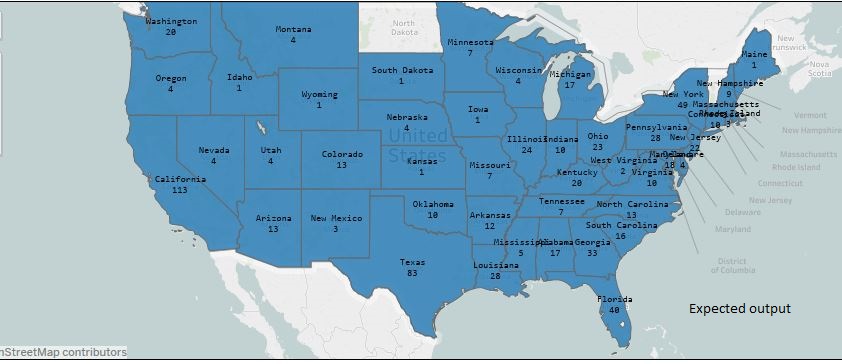 Washington
20
Montana
4
North
Dakota
Minnesota
7
Maine
1
New
runswick
Nova
Scotia
Oregon
4
Idaho
1
Wyoming
1
South Dakota
1
Wisconsin
4
Michigan
17
New York
49
New Hampshire
9
Massachusetts
10
3
Vermont
New Hampshire
Massachusetts
Rhode Island
Connecticut
New Jersey
Delaware
Maryland
District
of Columbia
Nebraska
4
Iowa
1
Pennsylvania
28
New Jersey
22
United
States
Nevada
4
Utah
4
Colorado
13
Kansas
1
Missouri
7
Illinois
24
Indiana
10
Ohio
23
West Virginia
2
18
4
Virginia
10
Kentucky
20
California
113
Arizona
13
New Mexico
3
Oklahoma
10
Arkansas
12
Tennessee
7
North Carolina
13
South Carolina
16
Texas
83
Louisiana
28
Mississippi
5
Alabama
17
Georgia
33
Florida
40
Expected output
nStreetMap contributors